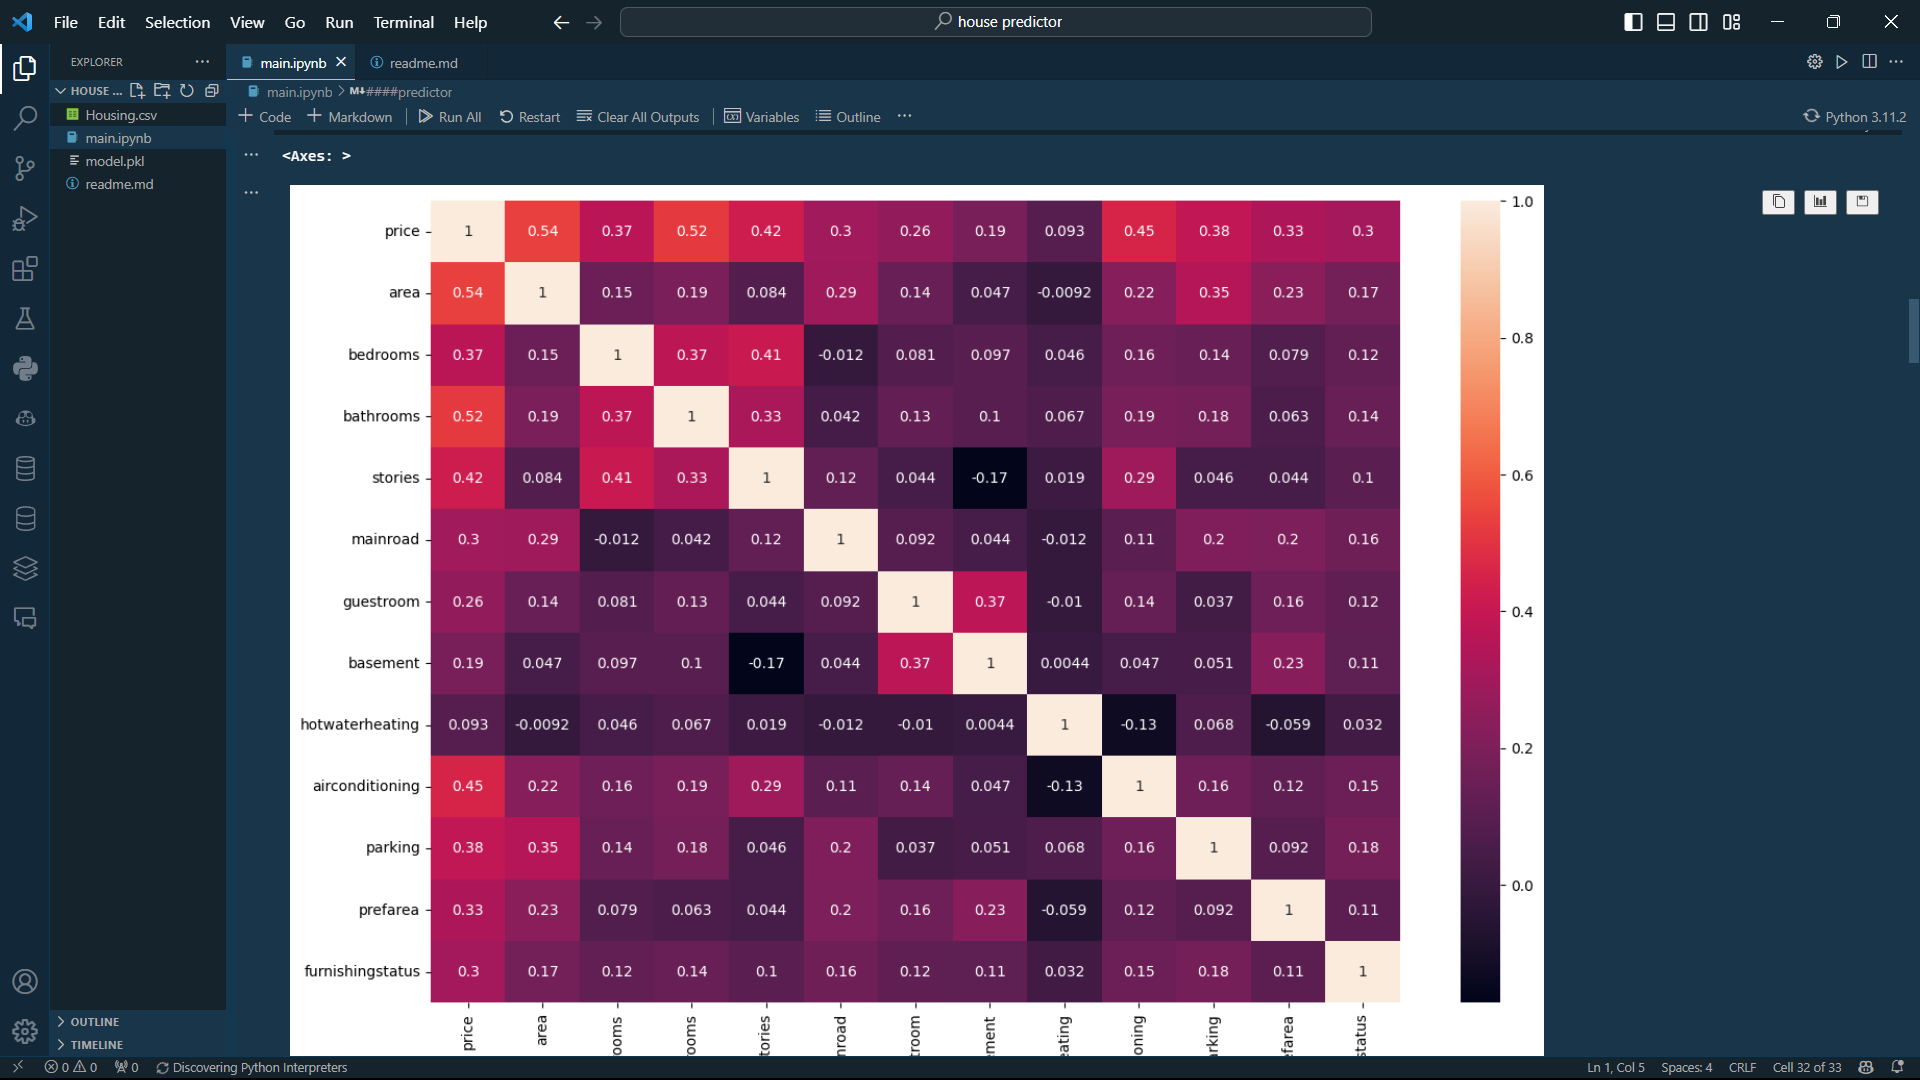 File Edit Selection View Go Run Terminal Help
house predictor
EXPLORER
main.ipynb
readme.md
HOUSE ...
main.ipynb > M↓####predictor
Housing.csv
main.ipynb
model.pkl
readme.md
+ Code + Markdown Run All Restart Clear All Outputs Variables Outline ...
Python 3.11.2
<Axes: >
price 1 0.54 0.37 0.52 0.42 0.3 0.26 0.19 0.093 0.45 0.38 0.33 0.3
area 0.54 1 0.15 0.19 0.084 0.29 0.14 0.047 -0.0092 0.22 0.35 0.23 0.17
bedrooms 0.37 0.15 1 0.37 0.41 -0.012 0.081 0.097 0.046 0.16 0.14 0.079 0.12
bathrooms 0.52 0.19 0.37 1 0.33 0.042 0.13 0.1 0.067 0.19 0.18 0.063 0.14
stories 0.42 0.084 0.41 0.33 1 0.12 0.044 -0.17 0.019 0.29 0.046 0.044 0.1
mainroad 0.3 0.29 -0.012 0.042 0.12 1 0.092 0.044 -0.012 0.11 0.2 0.2 0.16
guestroom 0.26 0.14 0.081 0.13 0.044 0.092 1 0.37 -0.01 0.14 0.037 0.16 0.12
basement 0.19 0.047 0.097 0.1 -0.17 0.044 0.37 1 0.0044 0.047 0.051 0.23 0.11
hotwaterheating 0.093 -0.0092 0.046 0.067 0.019 -0.012 -0.01 0.0044 1 -0.13 0.068 -0.059 0.032
airconditioning 0.45 0.22 0.16 0.19 0.29 0.11 0.14 0.047 -0.13 1 0.16 0.12 0.15
parking 0.38 0.35 0.14 0.18 0.046 0.2 0.037 0.051 0.068 0.16 1 0.092 0.18
prefarea 0.33 0.23 0.079 0.063 0.044 0.2 0.16 0.23 -0.059 0.12 0.092 1 0.11
furnishingstatus 0.3 0.17 0.12 0.14 0.1 0.16 0.12 0.11 0.032 0.15 0.18 0.11 1
price area ooms ooms tories nroad troom ment eating oning arking efarea status
1.0
0.8
0.6
0.4
0.2
0.0
OUTLINE
TIMELINE
0 0 0 Discovering Python Interpreters
Ln 1, Col 5 Spaces: 4 CRLF Cell 32 of 33